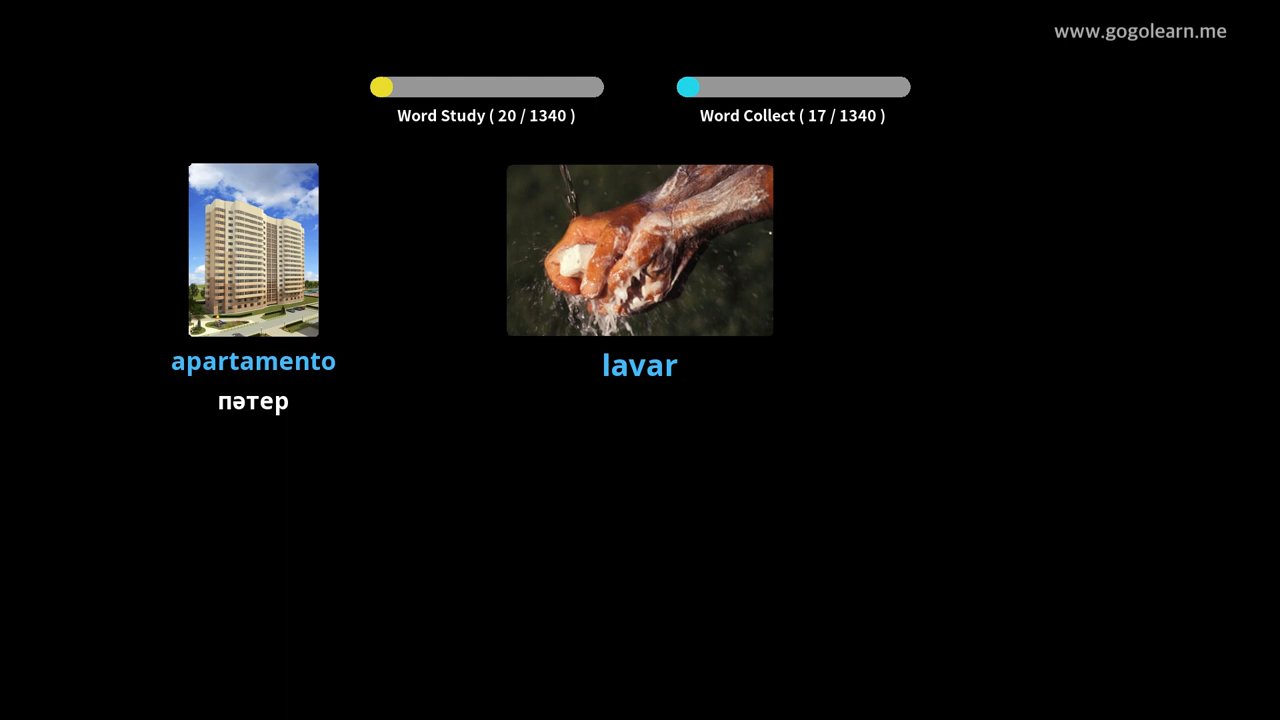 www.gogolearn.me
Word Study ( 20 / 1340 )
Word Collect ( 17 / 1340 )
apartamento
пәтер
lavar